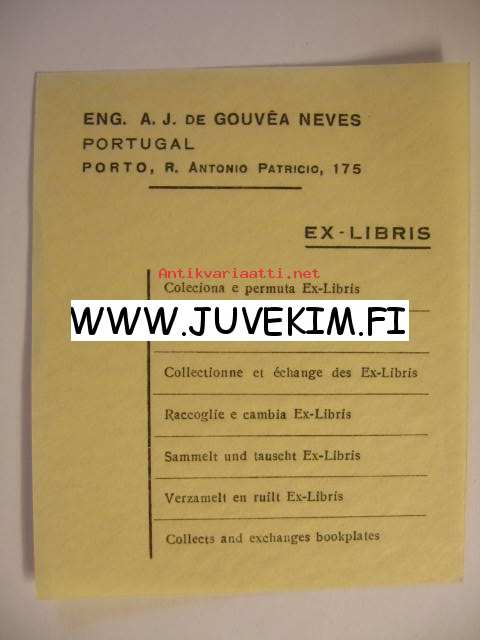 ENG. A. J. DE GOUVÊA NEVES
PORTUGAL
PORTO, R. ANTONIO PATRICIO, 175
EX-LIBRIS
Antikvariaatti.net
Coleciona e permuta Ex-Libris
WWW.JUVEKIM.FI
Collectionne et échange des Ex-Libris
Raccoglie e cambia Ex-Libris
Sammelt und tauscht Ex-Libris
Verzamelt en ruilt Ex-Libris
Collects and exchanges bookplates